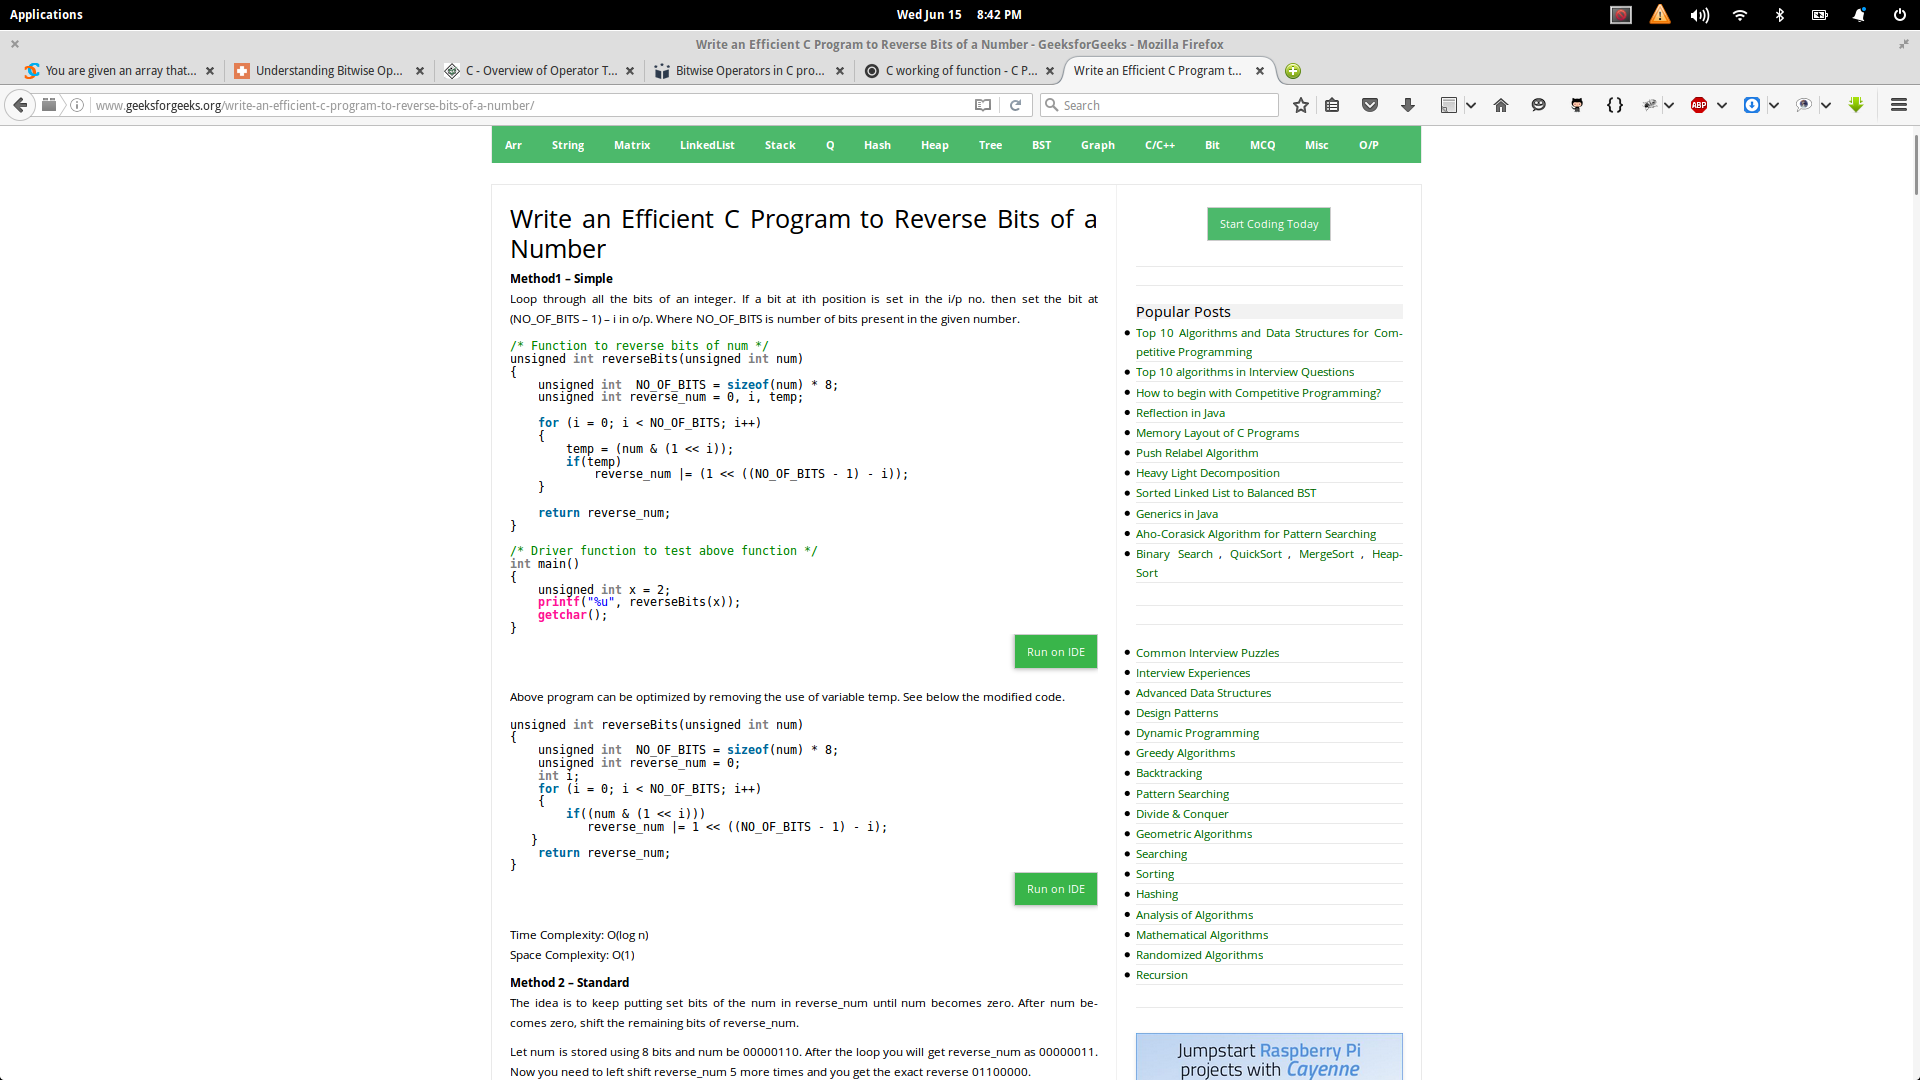 Applications
Wed Jun 15 8:42 PM
Write an Efficient C Program to Reverse Bits of a Number - GeeksforGeeks - Mozilla Firefox
You are given an array that...
Understanding Bitwise Op...
C - Overview of Operator T...
Bitwise Operators in C pro...
C working of function - C P...
Write an Efficient C Program t...
www.geeksforgeeks.org/write-an-efficient-c-program-to-reverse-bits-of-a-number/
Search
ABP
Arr String Matrix LinkedList Stack Q Hash Heap Tree BST Graph C/C++ Bit MCQ Misc O/P
Write an Efficient C Program to Reverse Bits of a
Number
Method1 – Simple
Loop through all the bits of an integer. If a bit at ith position is set in the i/p no. then set the bit at
(NO_OF_BITS – 1) – i in o/p. Where NO_OF_BITS is number of bits present in the given number.
/* Function to reverse bits of num */
unsigned int reverseBits(unsigned int num)
{
    unsigned int  NO_OF_BITS = sizeof(num) * 8;
    unsigned int reverse_num = 0, i, temp;
    for (i = 0; i < NO_OF_BITS; i++)
    {
        temp = (num & (1 << i));
        if(temp)
            reverse_num |= (1 << ((NO_OF_BITS - 1) - i));
    }
    return reverse_num;
}
/* Driver function to test above function */
int main()
{
    unsigned int x = 2;
    printf("%u", reverseBits(x));
    getchar();
}
Run on IDE
Above program can be optimized by removing the use of variable temp. See below the modified code.
unsigned int reverseBits(unsigned int num)
{
    unsigned int  NO_OF_BITS = sizeof(num) * 8;
    unsigned int reverse_num = 0;
    int i;
    for (i = 0; i < NO_OF_BITS; i++)
    {
        if((num & (1 << i)))
           reverse_num |= 1 << ((NO_OF_BITS - 1) - i);
   }
    return reverse_num;
}
Run on IDE
Time Complexity: O(log n)
Space Complexity: O(1)
Method 2 – Standard
The idea is to keep putting set bits of the num in reverse_num until num becomes zero. After num be-
comes zero, shift the remaining bits of reverse_num.
Let num is stored using 8 bits and num be 00000110. After the loop you will get reverse_num as 00000011.
Now you need to left shift reverse_num 5 more times and you get the exact reverse 01100000.
Start Coding Today
Popular Posts
Top 10 Algorithms and Data Structures for Com-
petitive Programming
Top 10 algorithms in Interview Questions
How to begin with Competitive Programming?
Reflection in Java
Memory Layout of C Programs
Push Relabel Algorithm
Heavy Light Decomposition
Sorted Linked List to Balanced BST
Generics in Java
Aho-Corasick Algorithm for Pattern Searching
Binary Search , QuickSort , MergeSort , Heap-
Sort
Common Interview Puzzles
Interview Experiences
Advanced Data Structures
Design Patterns
Dynamic Programming
Greedy Algorithms
Backtracking
Pattern Searching
Divide & Conquer
Geometric Algorithms
Searching
Sorting
Hashing
Analysis of Algorithms
Mathematical Algorithms
Randomized Algorithms
Recursion
Jumpstart Raspberry Pi
projects with Cayenne